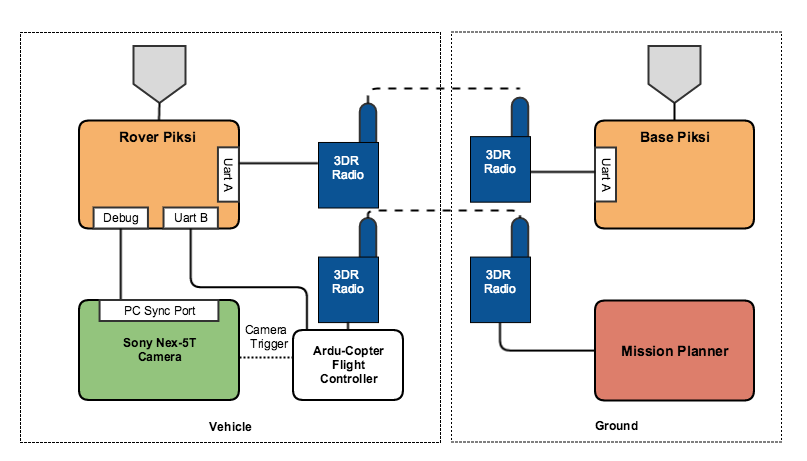 Rover Piksi
Uart A
Debug
Uart B
3DR
Radio
3DR
Radio
Base Piksi
Uart A
3DR
Radio
3DR
Radio
PC Sync Port
Sony Nex-5T
Camera
Camera
Trigger
Ardu-Copter
Flight
Controller
Mission Planner
Vehicle
Ground